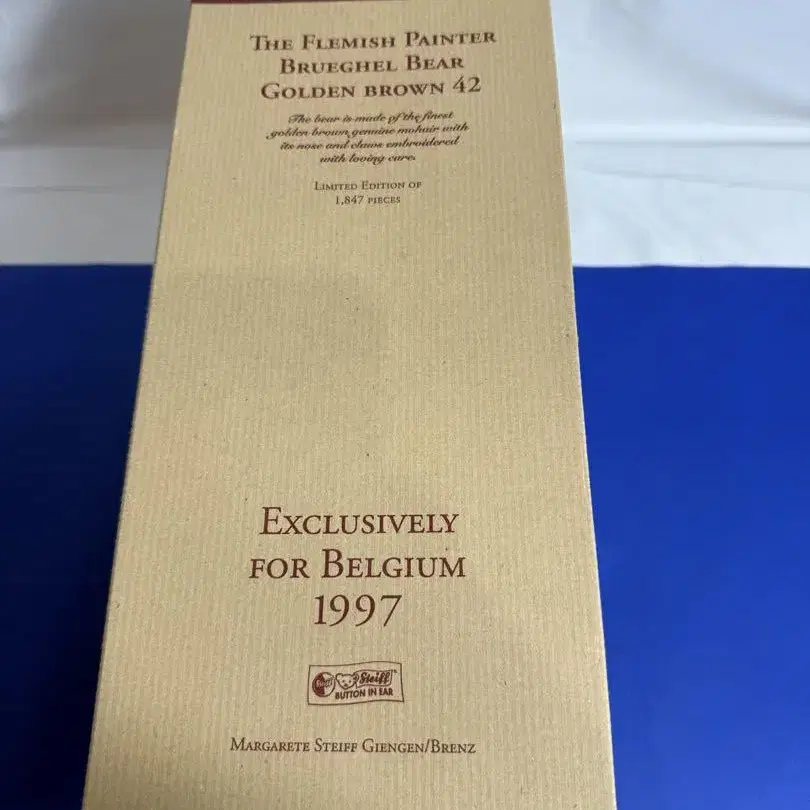 THE FLEMISH PAINTER
BRUEGHEL BEAR
GOLDEN BROWN 42
The bear is made of the finest
golden brown genuine mohair with
its nose and claws embroidered
with loving care.
LIMITED EDITION OF
1,847 PIECES
EXCLUSIVELY
FOR BELGIUM
1997
Steiff
BUTTON IN EAR
MARGARETE STEIFF GIENGEN/BRENZ